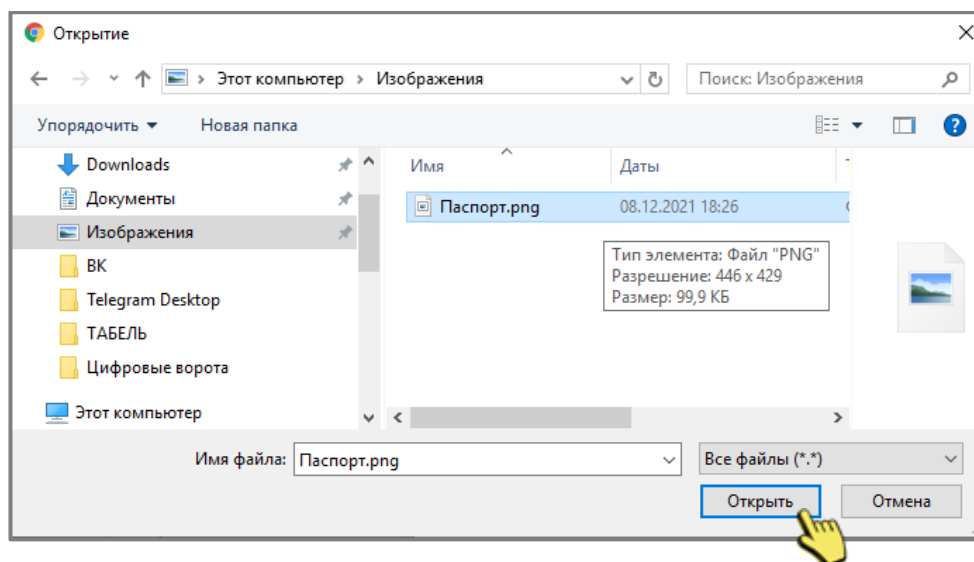 Открытие
Этот компьютер › Изображения
Поиск: Изображения
Упорядочить
Новая папка
Downloads
Документы
Изображения
ВК
Telegram Desktop
ТАБЕЛЬ
Цифровые ворота
Этот компьютер
Имя
Даты
Паспорт.png
08.12.2021 18:26
Тип элемента: Файл "PNG"
Разрешение: 446 x 429
Размер: 99,9 КБ
Имя файла:
Паспорт.png
Все файлы (*.*)
Открыть
Отмена